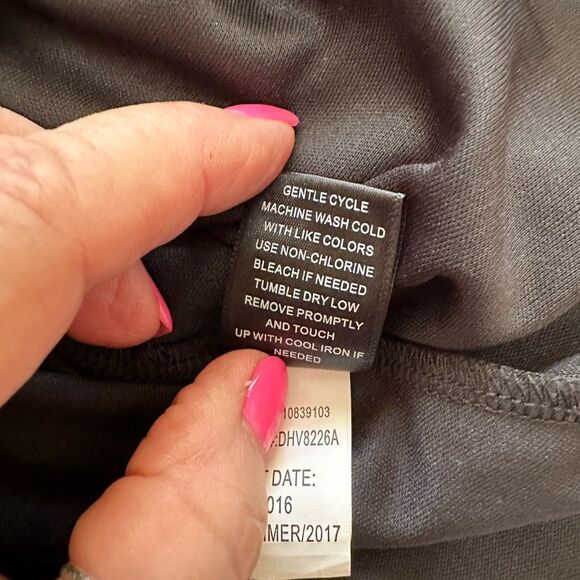 GENTLE CYCLE
MACHINE WASH COLD
WITH LIKE COLORS
USE NON-CHLORINE
BLEACH IF NEEDED
TUMBLE DRY LOW
REMOVE PROMPTLY
AND TOUCH
UP WITH COOL IRON IF
NEEDED
10839103
:DHV8226A
DATE:
016
MER/2017